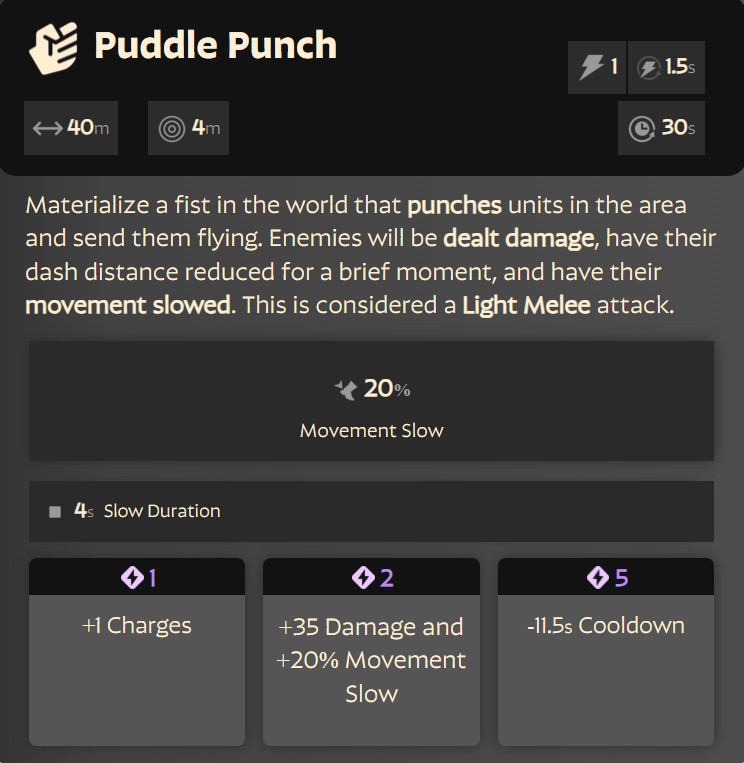 Puddle Punch
1
1.5s
40m
4m
30s
Materialize a fist in the world that punches units in the area
and send them flying. Enemies will be dealt damage, have their
dash distance reduced for a brief moment, and have their
movement slowed. This is considered a Light Melee attack.
20%
Movement Slow
4s Slow Duration
1
+1 Charges
2
+35 Damage and
+20% Movement
Slow
5
-11.5s Cooldown